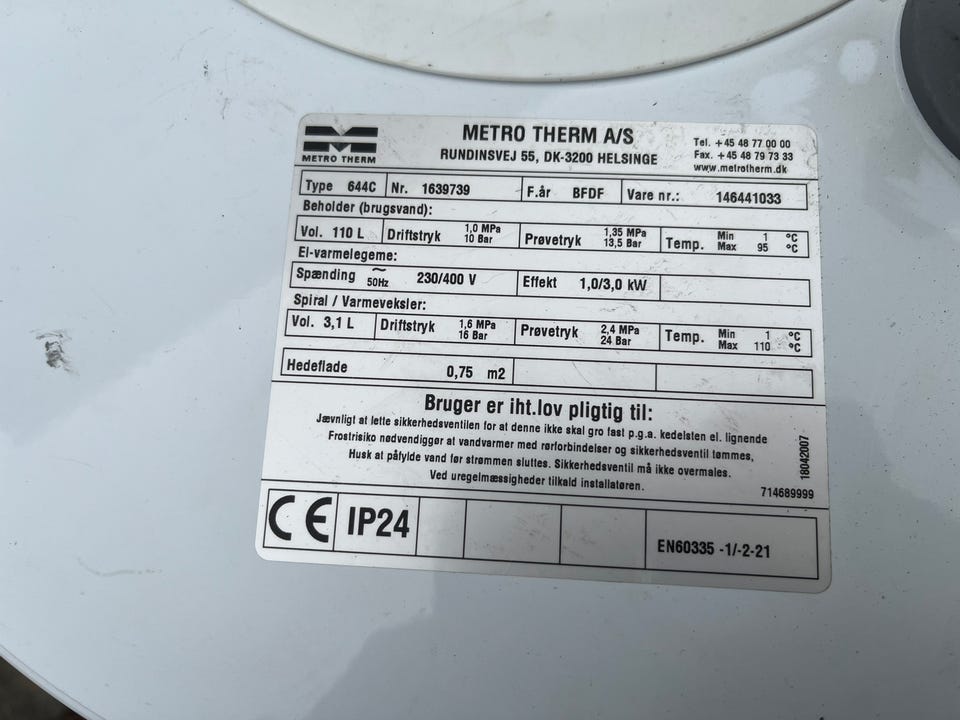 METRO THERM
METRO THERM A/S
RUNDINSVEJ 55, DK-3200 HELSINGE
Tel. +45 48 77 00 00
Fax. +45 48 79 73 33
www.metrotherm.dk
Type 644C Nr. 1639739 F.år BFDF Vare nr.: 146441033
Beholder (brugsvand):
Vol. 110 L Driftstryk 1,0 MPa 10 Bar Prøvetryk 1,35 MPa 13,5 Bar Temp. Min 1 °C Max 95 °C
El-varmelegeme:
Spænding ~ 50Hz 230/400 V Effekt 1,0/3,0 kW
Spiral / Varmeveksler:
Vol. 3,1 L Driftstryk 1,6 MPa 16 Bar Prøvetryk 2,4 MPa 24 Bar Temp. Min 1 °C Max 110 °C
Hedeflade 0,75 m2
Bruger er iht.lov pligtig til:
Jævnligt at lette sikkerhedsventilen for at denne ikke skal gro fast p.g.a. kedelsten el. lignende
Frostrisiko nødvendiggør at vandvarmer med rørforbindelser og sikkerhedsventil tømmes,
Husk at påfylde vand før strømmen sluttes. Sikkerhedsventil må ikke overmales.
Ved uregelmæssigheder tilkald installatøren.
18042007
714689999
CE IP24 EN60335 -1/-2-21